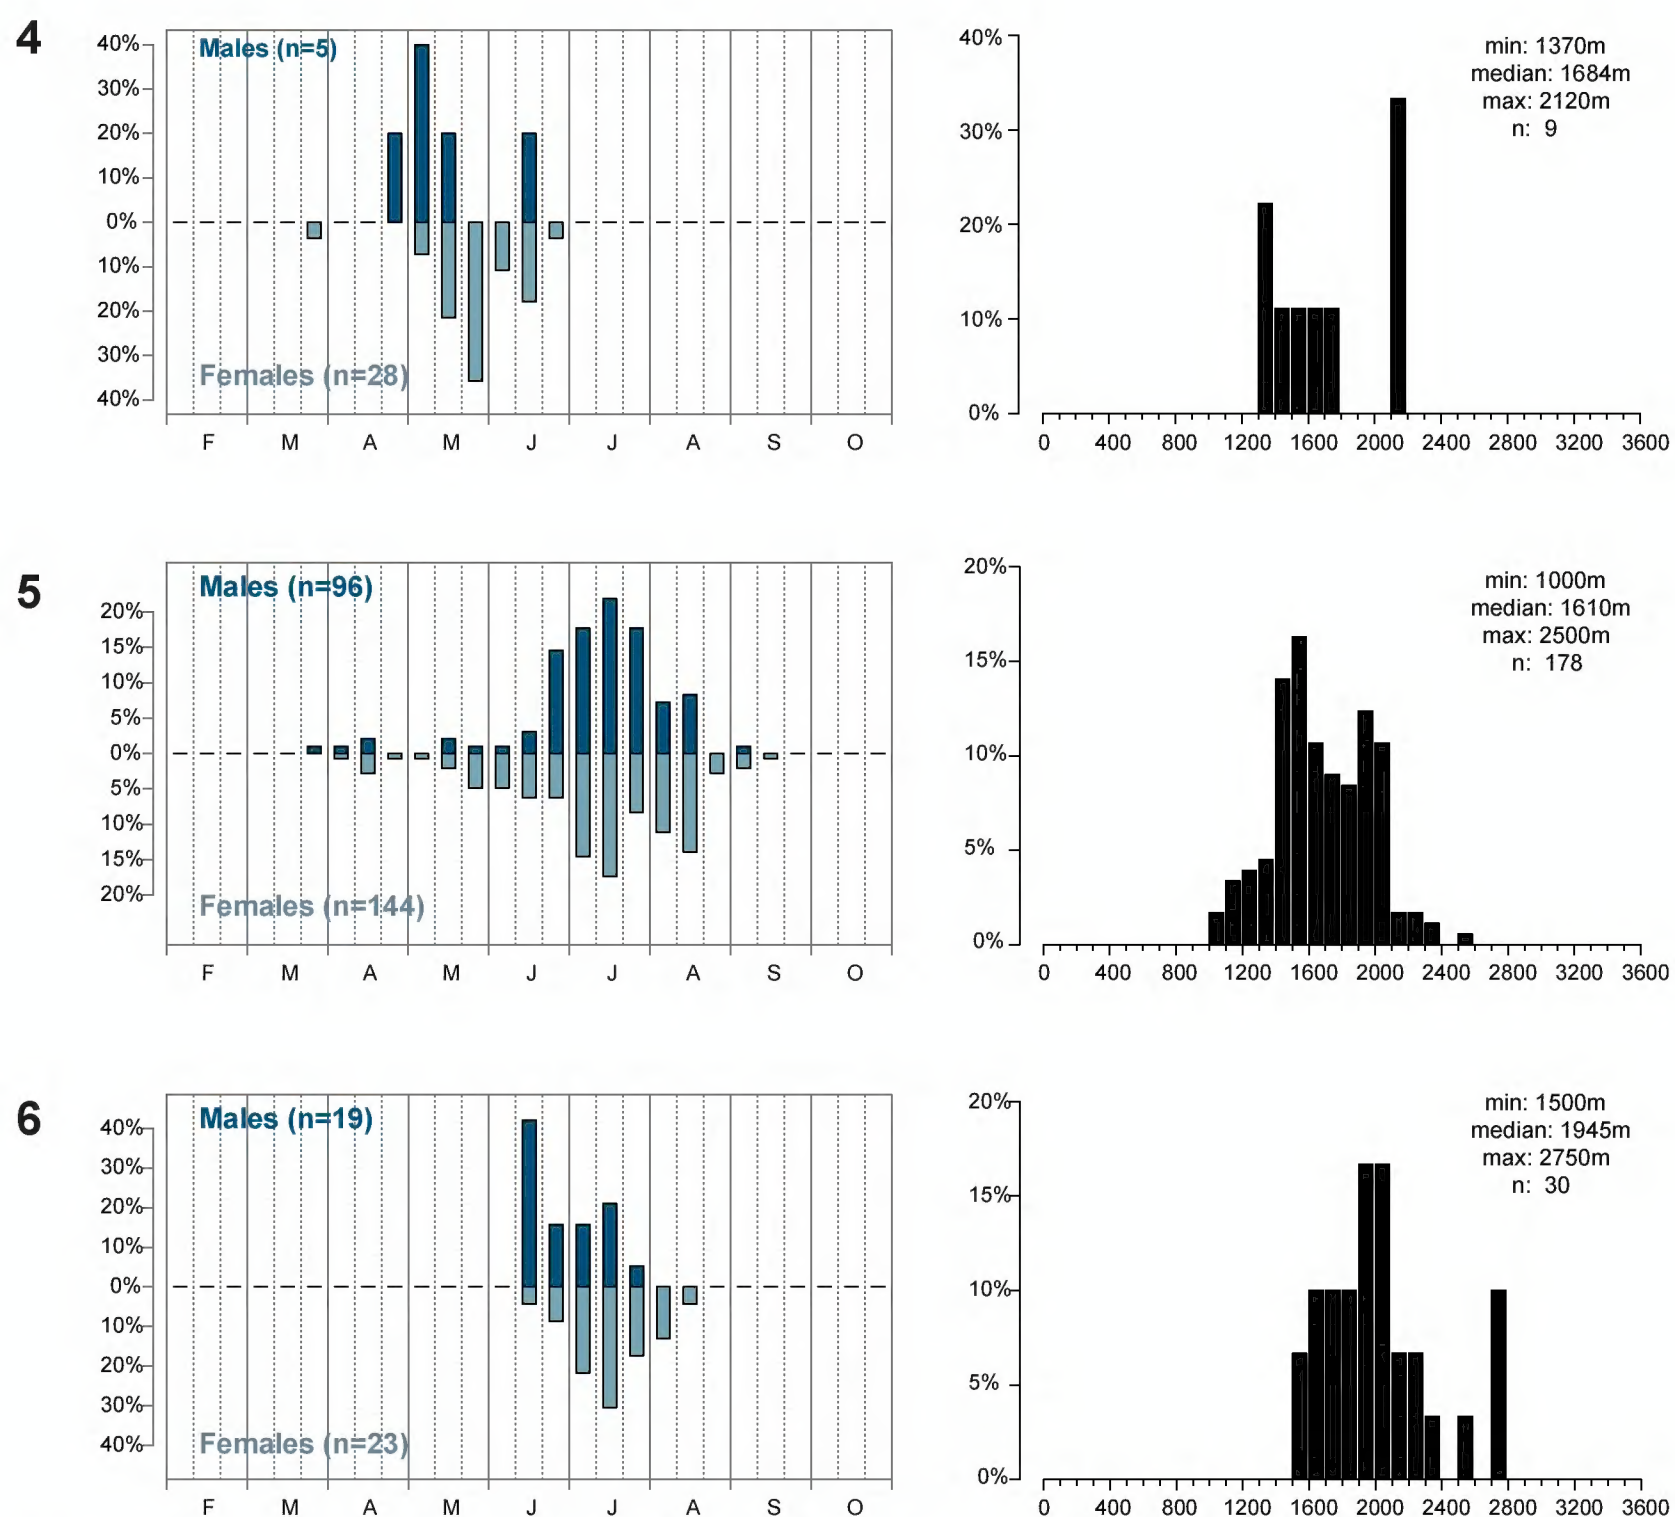 4
40%
30%
20%
10%
0%
10%
20%
30%
40%
Males (n=5)
Females (n=28)
F M A M J J A S O
40%
30%
20%
10%
0%
min: 1370m
median: 1684m
max: 2120m
n: 9
0 400 800 1200 1600 2000 2400 2800 3200 3600
5
20%
15%
10%
5%
0%
5%
10%
15%
20%
Males (n=96)
Females (n=144)
F M A M J J A S O
20%
15%
10%
5%
0%
min: 1000m
median: 1610m
max: 2500m
n: 178
0 400 800 1200 1600 2000 2400 2800 3200 3600
6
40%
30%
20%
10%
0%
10%
20%
30%
40%
Males (n=19)
Females (n=23)
F M A M J J A S O
20%
15%
10%
5%
0%
min: 1500m
median: 1945m
max: 2750m
n: 30
0 400 800 1200 1600 2000 2400 2800 3200 3600